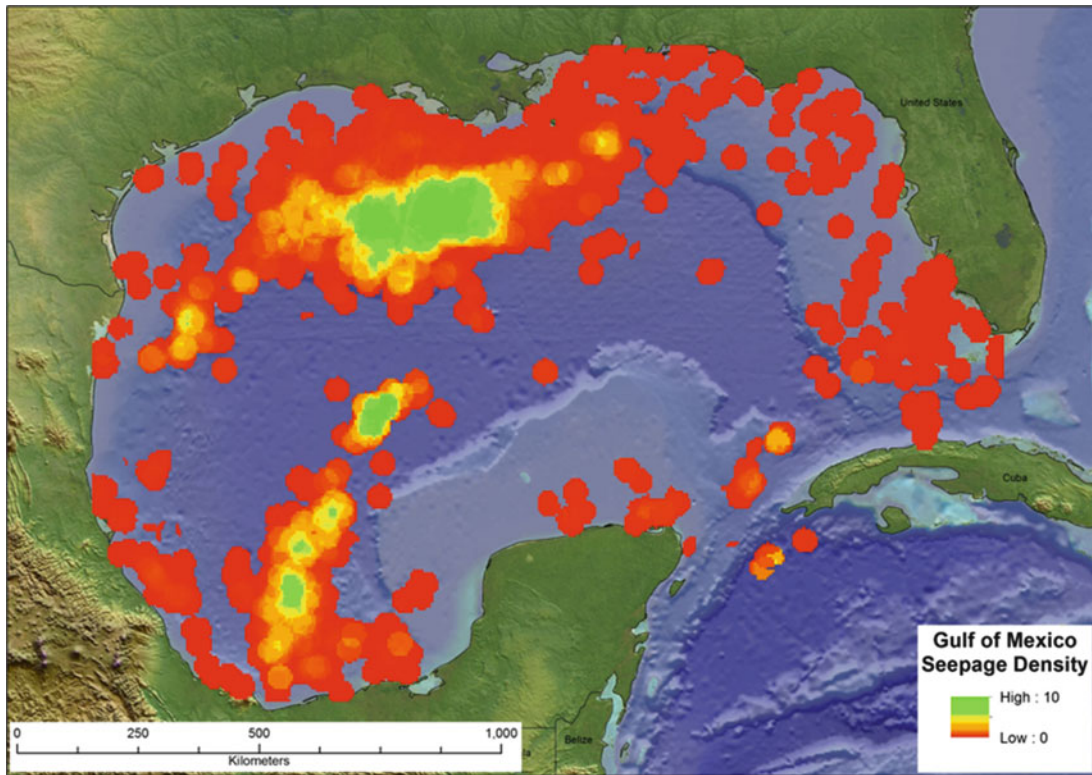 United States
Cuba
Gulf of Mexico
Seepage Density
High : 10
Low : 0
0 250 500 1,000
Kilometers
Belize